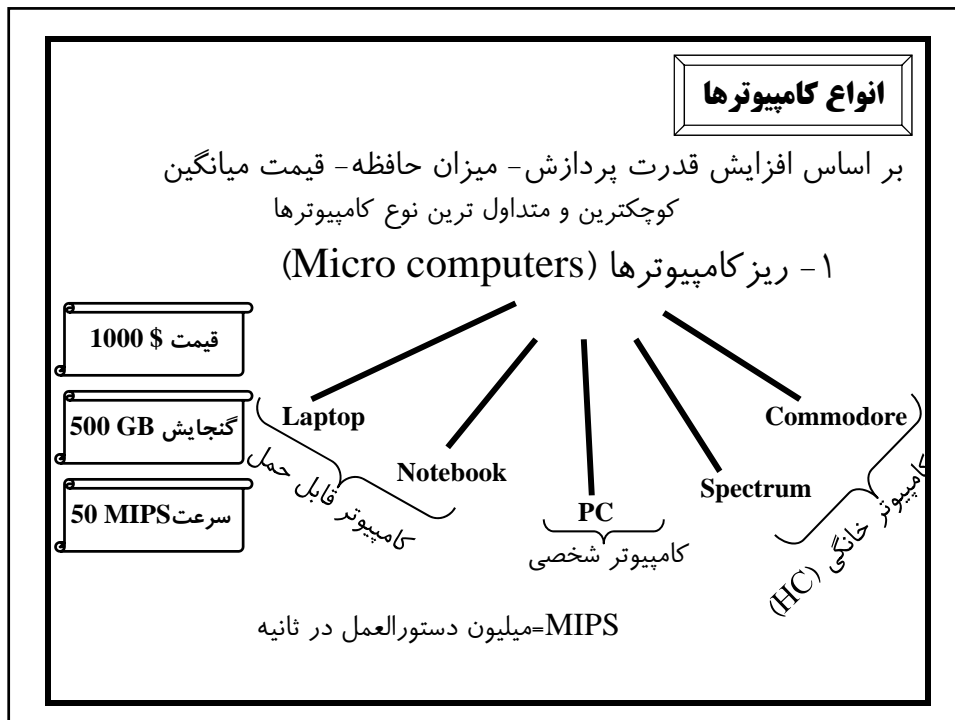 انواع کامپیوترها
بر اساس افزایش قدرت پردازش- میزان حافظه- قیمت میانگین
کوچکترین و متداول ترین نوع کامپیوترها
۱- ریزکامپیوترها (Micro computers)
قیمت $ 1000
گنجایش 500 GB
سرعت50 MIPS
Laptop
Notebook
کامپیوتر قابل حمل
PC
کامپیوتر شخصی
Spectrum
Commodore
کامپیوتر خانگی (HC)
MIPS=میلیون دستورالعمل در ثانیه